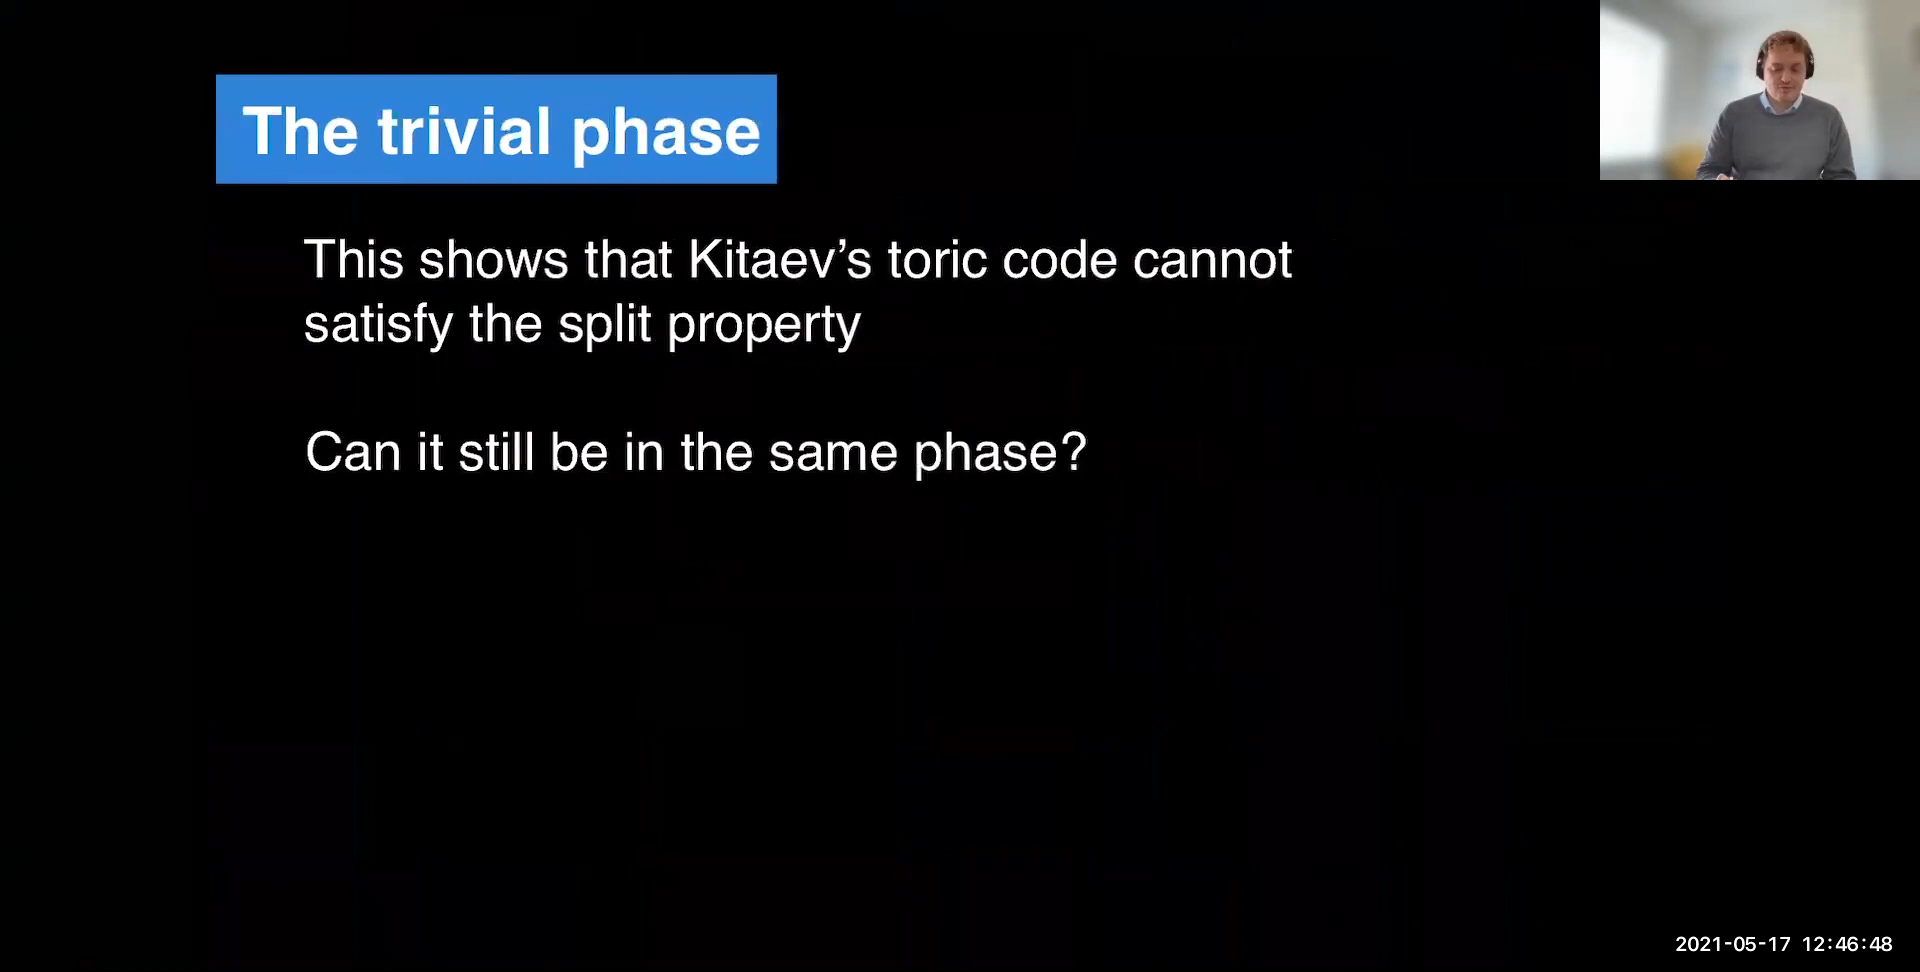 The trivial phase
This shows that Kitaev’s toric code cannot
satisfy the split property
Can it still be in the same phase?
2021-05-17 12:46:48